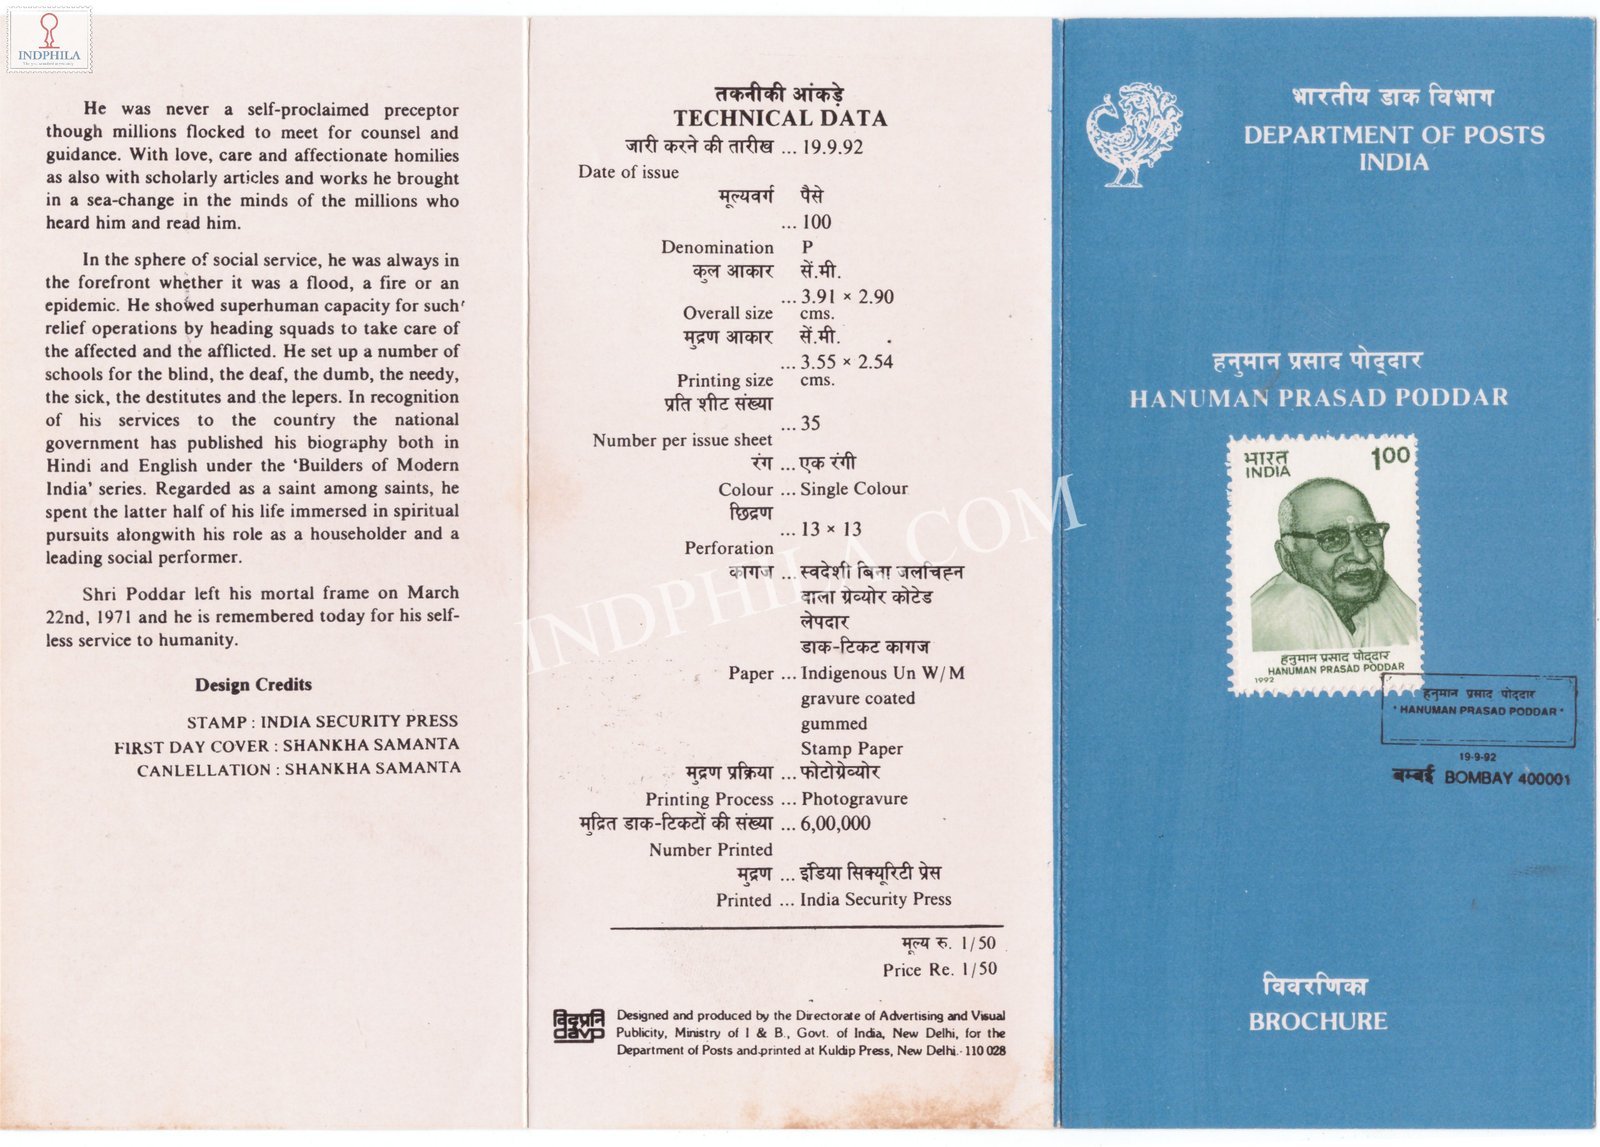 INDPHILA
He was never a self-proclaimed preceptor
though millions flocked to meet for counsel and
guidance. With love, care and affectionate homilies
as also with scholarly articles and works he brought
in a sea-change in the minds of the millions who
heard him and read him.
In the sphere of social service, he was always in
the forefront whether it was a flood, a fire or an
epidemic. He showed superhuman capacity for such
relief operations by heading squads to take care of
the affected and the afflicted. He set up a number of
schools for the blind, the deaf, the dumb, the needy,
the sick, the destitutes and the lepers. In recognition
of his services to the country the national
government has published his biography both in
Hindi and English under the ‘Builders of Modern
India’ series. Regarded as a saint among saints, he
spent the latter half of his life immersed in spiritual
pursuits alongwith his role as a householder and a
leading social performer.
Shri Poddar left his mortal frame on March
22nd, 1971 and he is remembered today for his self-
less service to humanity.
Design Credits
STAMP : INDIA SECURITY PRESS
FIRST DAY COVER : SHANKHA SAMANTA
CANLELLATION : SHANKHA SAMANTA
तकनीकी आंकड़े
TECHNICAL DATA
जारी करने की तारीख ... 19.9.92
Date of issue
मूल्यवर्ग पैसे
... 100
Denomination P
कुल आकार सें.मी.
... 3.91 × 2.90
Overall size cms.
मुद्रण आकार सें.मी.
... 3.55 × 2.54
Printing size cms.
प्रति शीट संख्या
... 35
Number per issue sheet
रंग ... एक रंगी
Colour ... Single Colour
छिद्रण
... 13 × 13
Perforation
कागज ... स्वदेशी बिना जलचिह्न
वाला ग्रेव्योर कोटेड
लेपदार
डाक-टिकट कागज
Paper ... Indigenous Un W/M
gravure coated
gummed
Stamp Paper
मुद्रण प्रक्रिया ... फोटोग्रेव्योर
Printing Process ... Photogravure
मुद्रित डाक-टिकटों की संख्या ... 6,00,000
Number Printed
मुद्रण ... इंडिया सिक्यूरिटी प्रेस
Printed ... India Security Press
मूल्य रु. 1/50
Price Re. 1/50
विदृप्रनि
davp
Designed and produced by the Directorate of Advertising and Visual
Publicity, Ministry of I & B., Govt. of India, New Delhi, for the
Department of Posts and printed at Kuldip Press, New Delhi.-110 028
INDPHILA.COM
भारतीय डाक विभाग
DEPARTMENT OF POSTS
INDIA
हनुमान प्रसाद पोद्दार
HANUMAN PRASAD PODDAR
भारत 1.00
INDIA
हनुमान प्रसाद पोद्दार
HANUMAN PRASAD PODDAR
1992
हनुमान प्रसाद पोद्दार
* HANUMAN PRASAD PODDAR *
19-9-92
बम्बई BOMBAY 400001
विवरणिका
BROCHURE